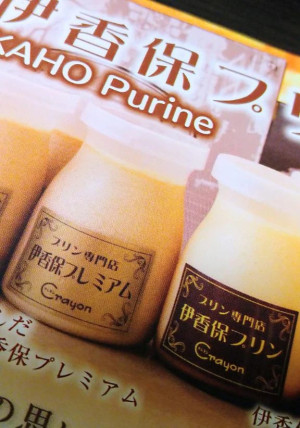 伊香保プリ
KAHO Purine
プリン専門店
伊香保プレミアム
Crayon
プリン専門店
伊香保プリン
Crayon
んだ
香保プレミアム
伊香
の思